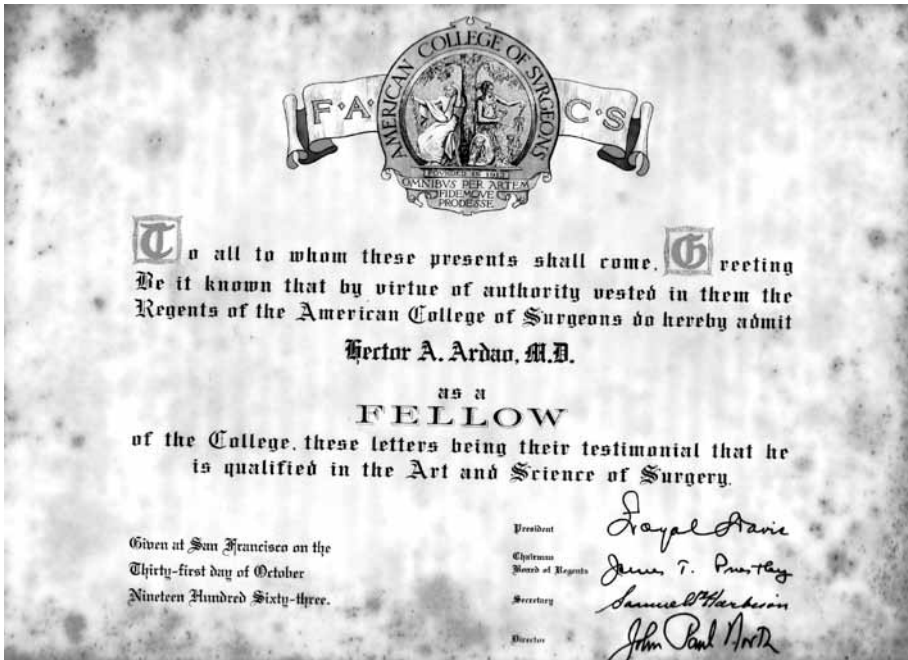 F·A·C·S
AMERICAN COLLEGE OF SVRGEONS
FOUNDED IN 1913
OMNIBVS PER ARTEM
FIDEMQVE
PRODESSE
To all to whom these presents shall come, Greeting
Be it known that by virtue of authority vested in them the
Regents of the American College of Surgeons do hereby admit
Hector A. Ardao, M.D.
as a
FELLOW
of the College, these letters being their testimonial that he
is qualified in the Art and Science of Surgery.
Given at San Francisco on the
Thirty-first day of October
Nineteen Hundred Sixty-three.
President Loyal Davis
Chairman
Board of Regents James T. Priestley
Secretary Samuel P. Harbison
Director John Paul North